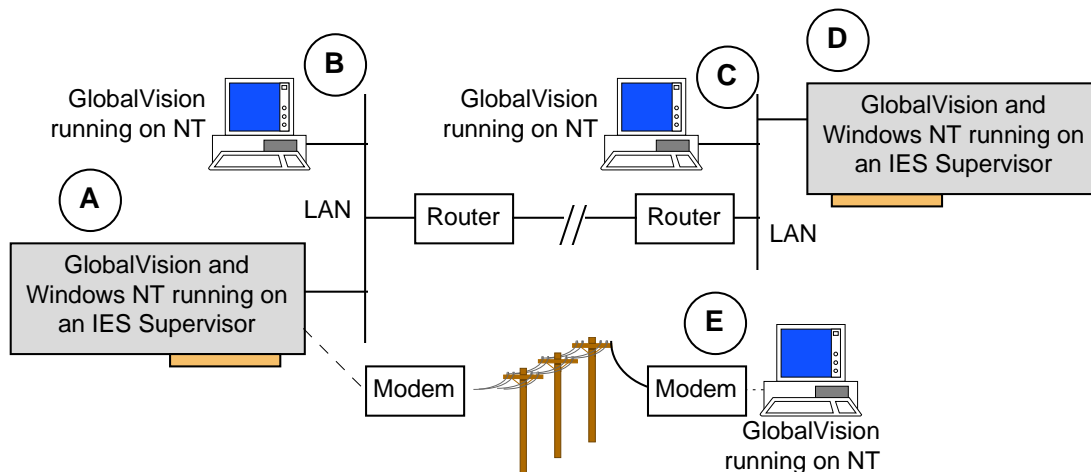 B
C
D
GlobalVision
running on NT
GlobalVision
running on NT
GlobalVision and
Windows NT running on
an IES Supervisor
A
LAN
Router
Router
LAN
GlobalVision and
Windows NT running on
an IES Supervisor
E
Modem
Modem
GlobalVision
running on NT